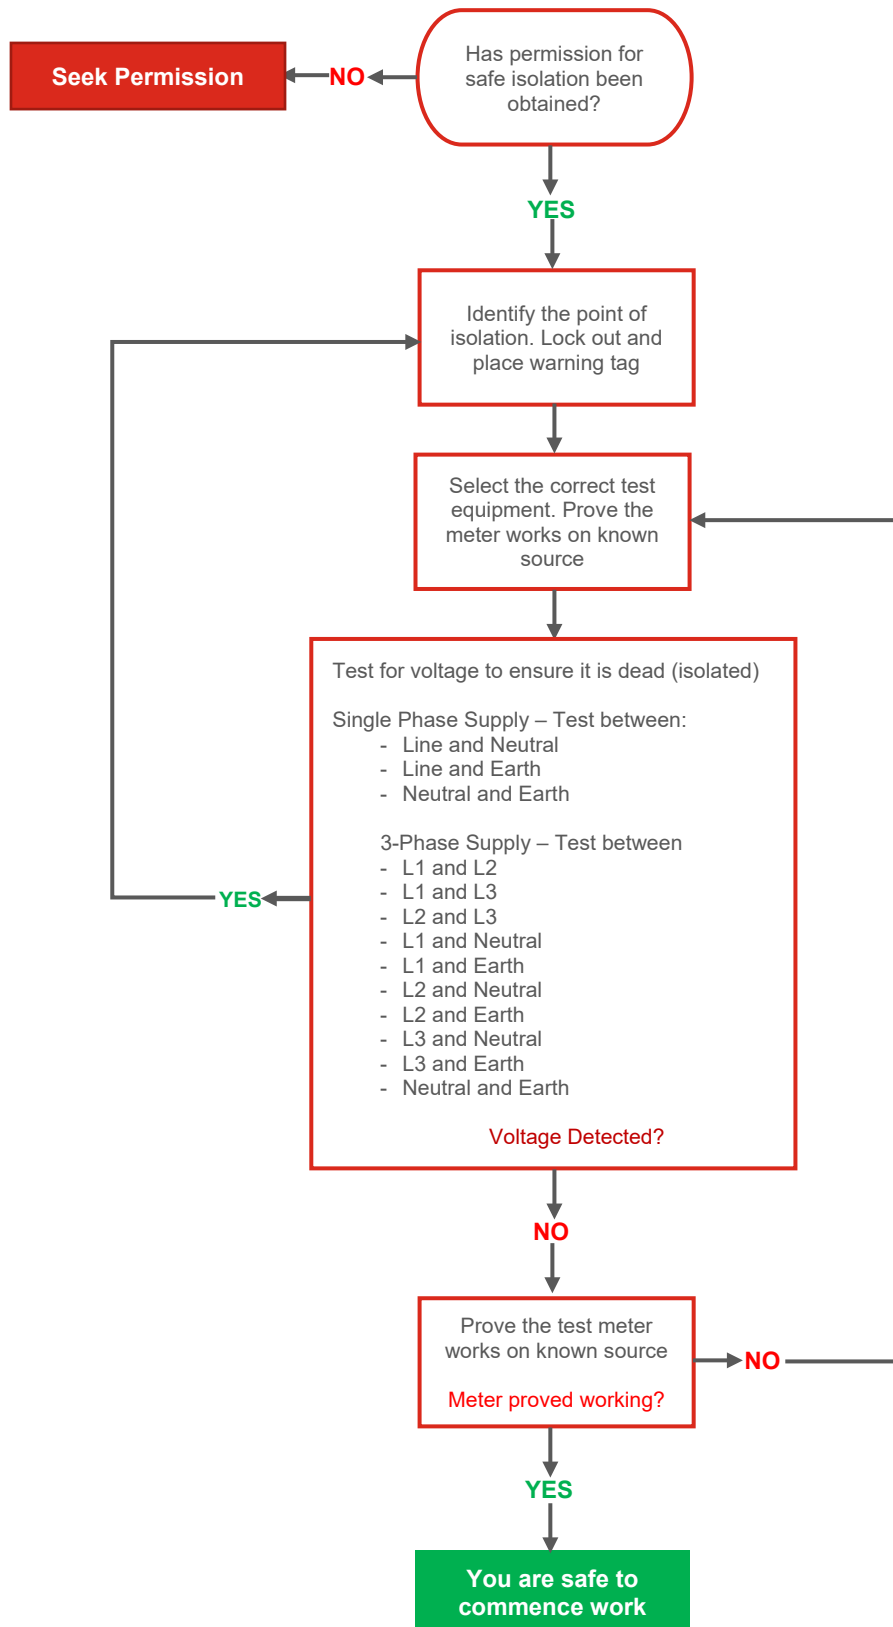 Has permission for
safe isolation been
obtained?
Seek Permission
NO
YES
Identify the point of
isolation. Lock out and
place warning tag
Select the correct test
equipment. Prove the
meter works on known
source
Test for voltage to ensure it is dead (isolated)
Single Phase Supply – Test between:
- Line and Neutral
- Line and Earth
- Neutral and Earth
3-Phase Supply – Test between
- L1 and L2
- L1 and L3
- L2 and L3
- L1 and Neutral
- L1 and Earth
- L2 and Neutral
- L2 and Earth
- L3 and Neutral
- L3 and Earth
- Neutral and Earth
Voltage Detected?
YES
NO
Prove the test meter
works on known source
Meter proved working?
NO
YES
You are safe to
commence work